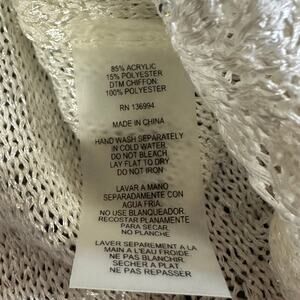 85% ACRYLIC
15% POLYESTER
DTM CHIFFON:
100% POLYESTER
RN 136994
MADE IN CHINA
HAND WASH SEPARATELY
IN COLD WATER.
DO NOT BLEACH.
LAY FLAT TO DRY.
DO NOT IRON
LAVAR A MANO
SEPARADAMENTE CON
AGUA FRIA.
NO USE BLANQUEADOR.
RECOSTAR PLANAMENTE
PARA SECAR.
NO PLANCHE
LAVER SEPAREMENT A LA
MAIN A L'EAU FROIDE
NE PAS BLANCHIR.
SECHER A PLAT
NE PAS REPASSER